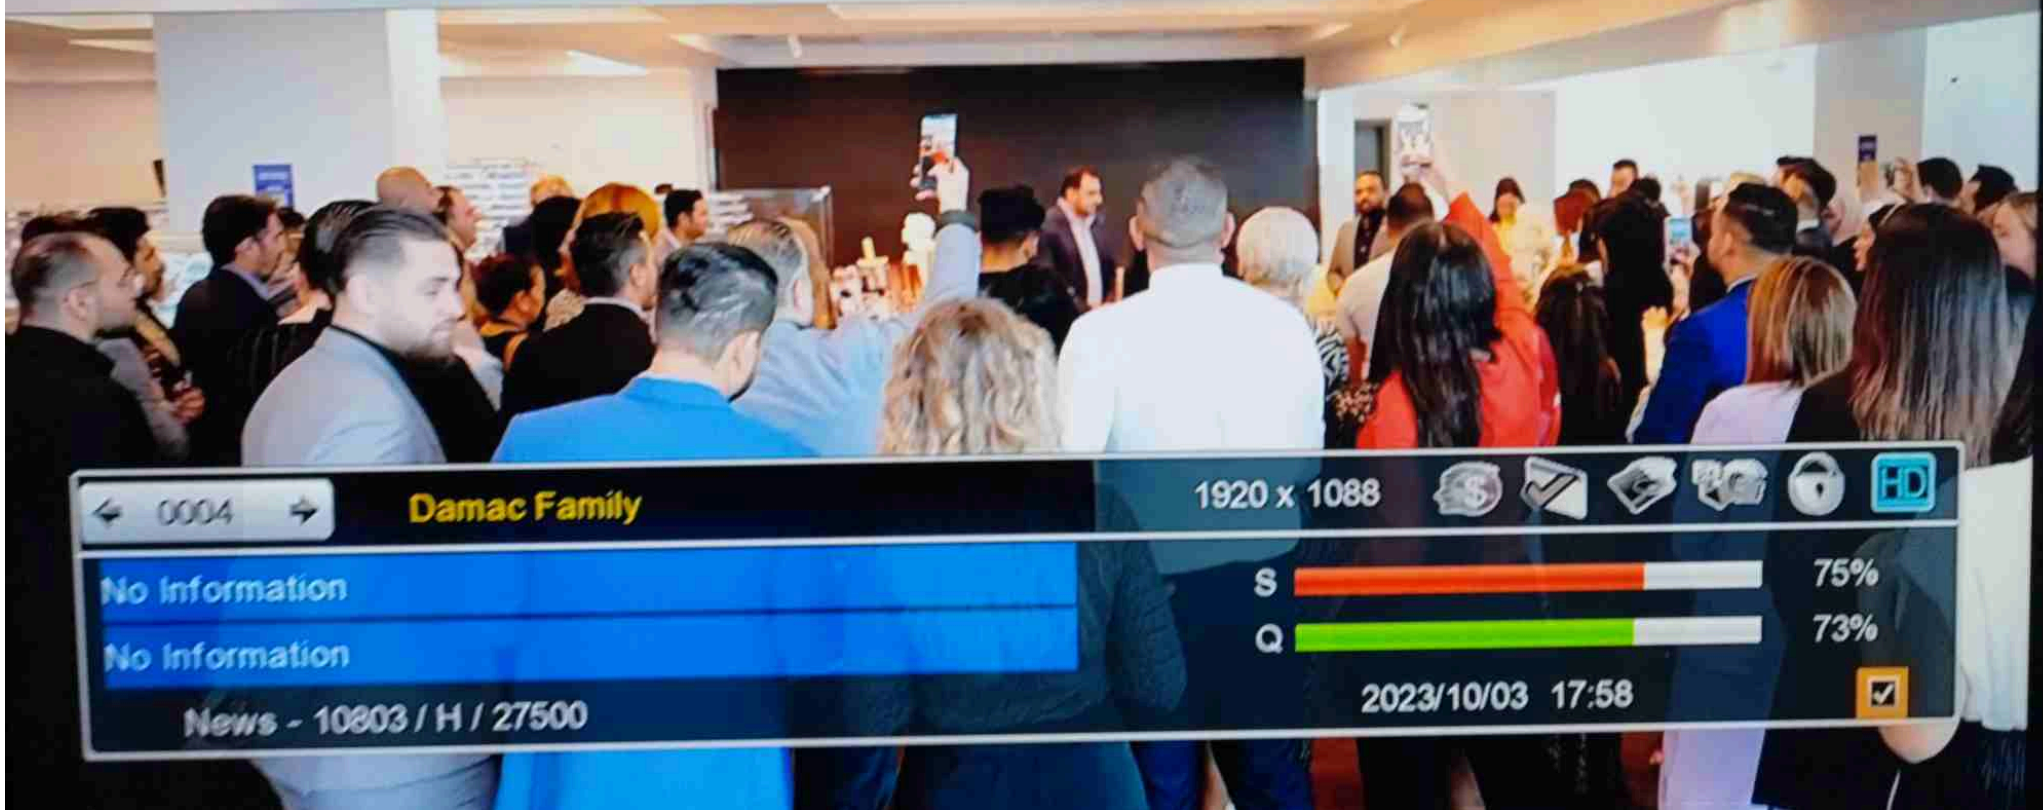 0004
Damac Family
1920 x 1088
HD
No Information
No Information
S 75%
Q 73%
News - 10803 / H / 27500
2023/10/03 17:58